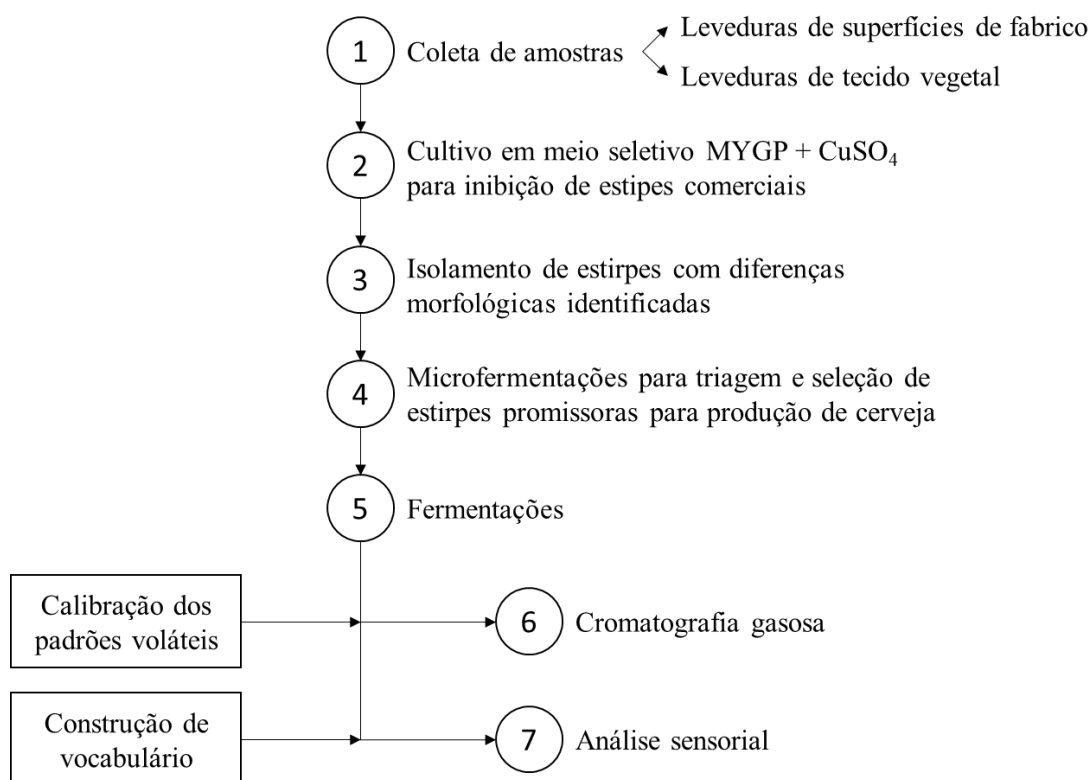 1
Coleta de amostras
Leveduras de superfícies de fabrico
Leveduras de tecido vegetal
2
Cultivo em meio seletivo MYGP + CuSO₄
para inibição de estipes comerciais
3
Isolamento de estirpes com diferenças
morfológicas identificadas
4
Microfermentações para triagem e seleção de
estirpes promissoras para produção de cerveja
5
Fermentações
Calibração dos
padrões voláteis
6
Cromatografia gasosa
Construção de
vocabulário
7
Análise sensorial